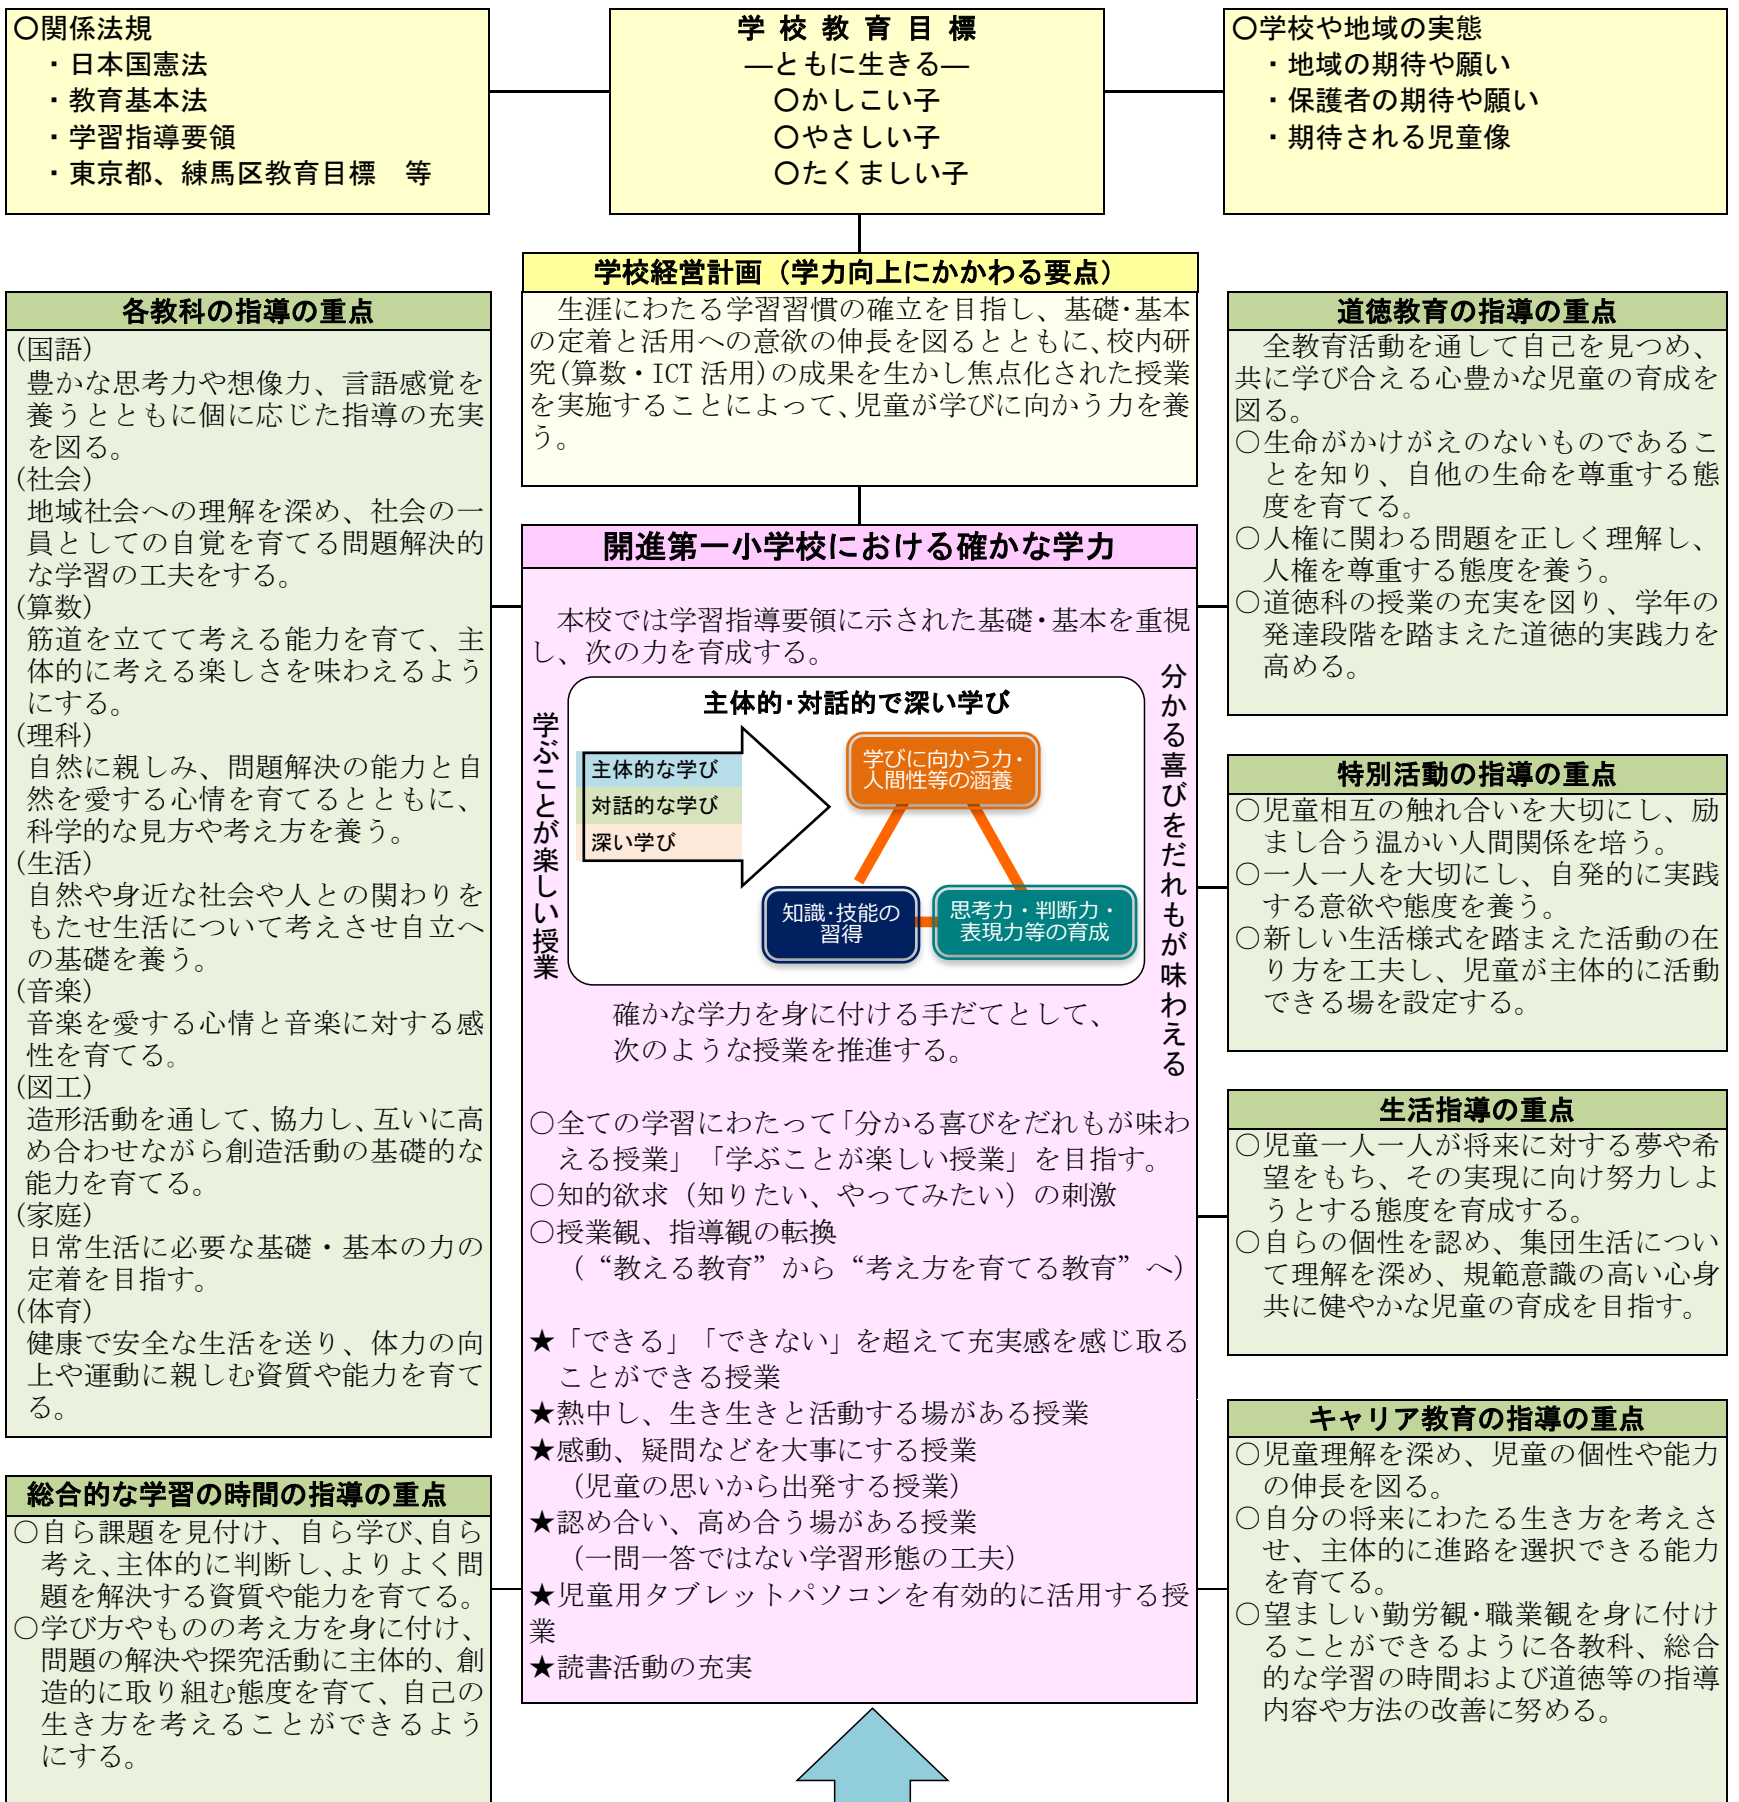 〇関係法規
・日本国憲法
・教育基本法
・学習指導要領
・東京都、練馬区教育目標　等
学 校 教 育 目 標
―ともに生きる―
〇かしこい子
〇やさしい子
〇たくましい子
〇学校や地域の実態
・地域の期待や願い
・保護者の期待や願い
・期待される児童像
学校経営計画（学力向上にかかわる要点）
生涯にわたる学習習慣の確立を目指し、基礎・基本
の定着と活用への意欲の伸長を図るとともに、校内研
究(算数・ICT 活用)の成果を生かし焦点化された授業
を実施することによって、児童が学びに向かう力を養
う。
各教科の指導の重点
(国語)
豊かな思考力や想像力、言語感覚を
養うとともに個に応じた指導の充実
を図る。
(社会)
地域社会への理解を深め、社会の一
員としての自覚を育てる問題解決的
な学習の工夫をする。
(算数)
筋道を立てて考える能力を育て、主
体的に考える楽しさを味わえるよう
にする。
(理科)
自然に親しみ、問題解決の能力と自
然を愛する心情を育てるとともに、
科学的な見方や考え方を養う。
(生活)
自然や身近な社会や人との関わりを
もたせ生活について考えさせ自立へ
の基礎を養う。
(音楽)
音楽を愛する心情と音楽に対する感
性を育てる。
(図工)
造形活動を通して、協力し、互いに高
め合わせながら創造活動の基礎的な
能力を育てる。
(家庭)
日常生活に必要な基礎・基本の力の
定着を目指す。
(体育)
健康で安全な生活を送り、体力の向
上や運動に親しむ資質や能力を育て
る。
総合的な学習の時間の指導の重点
〇自ら課題を見付け、自ら学び、自ら
考え、主体的に判断し、よりよく問
題を解決する資質や能力を育てる。
〇学び方やものの考え方を身に付け、
問題の解決や探究活動に主体的、創
造的に取り組む態度を育て、自己の
生き方を考えることができるよう
にする。
開進第一小学校における確かな学力
本校では学習指導要領に示された基礎・基本を重視
し、次の力を育成する。
学ぶことが楽しい授業
主体的・対話的で深い学び
主体的な学び
対話的な学び
深い学び
学びに向かう力・
人間性等の涵養
知識・技能の
習得
思考力・判断力・
表現力等の育成
分かる喜びをだれもが味わえる
確かな学力を身に付ける手だてとして、
次のような授業を推進する。
〇全ての学習にわたって「分かる喜びをだれもが味わ
える授業」「学ぶことが楽しい授業」を目指す。
〇知的欲求（知りたい、やってみたい）の刺激
〇授業観、指導観の転換
（“教える教育”から“考え方を育てる教育”へ）
★「できる」「できない」を超えて充実感を感じ取る
ことができる授業
★熱中し、生き生きと活動する場がある授業
★感動、疑問などを大事にする授業
（児童の思いから出発する授業）
★認め合い、高め合う場がある授業
（一問一答ではない学習形態の工夫）
★児童用タブレットパソコンを有効的に活用する授
業
★読書活動の充実
道徳教育の指導の重点
全教育活動を通して自己を見つめ、
共に学び合える心豊かな児童の育成を
図る。
〇生命がかけがえのないものであるこ
とを知り、自他の生命を尊重する態
度を育てる。
〇人権に関わる問題を正しく理解し、
人権を尊重する態度を養う。
〇道徳科の授業の充実を図り、学年の
発達段階を踏まえた道徳的実践力を
高める。
特別活動の指導の重点
〇児童相互の触れ合いを大切にし、励
まし合う温かい人間関係を培う。
〇一人一人を大切にし、自発的に実践
する意欲や態度を養う。
〇新しい生活様式を踏まえた活動の在
り方を工夫し、児童が主体的に活動
できる場を設定する。
生活指導の重点
〇児童一人一人が将来に対する夢や希
望をもち、その実現に向け努力しよ
うとする態度を育成する。
〇自らの個性を認め、集団生活につい
て理解を深め、規範意識の高い心身
共に健やかな児童の育成を目指す。
キャリア教育の指導の重点
〇児童理解を深め、児童の個性や能力
の伸長を図る。
〇自分の将来にわたる生き方を考えさ
せ、主体的に進路を選択できる能力
を育てる。
〇望ましい勤労観・職業観を身に付け
ることができるように各教科、総合
的な学習の時間および道徳等の指導
内容や方法の改善に努める。